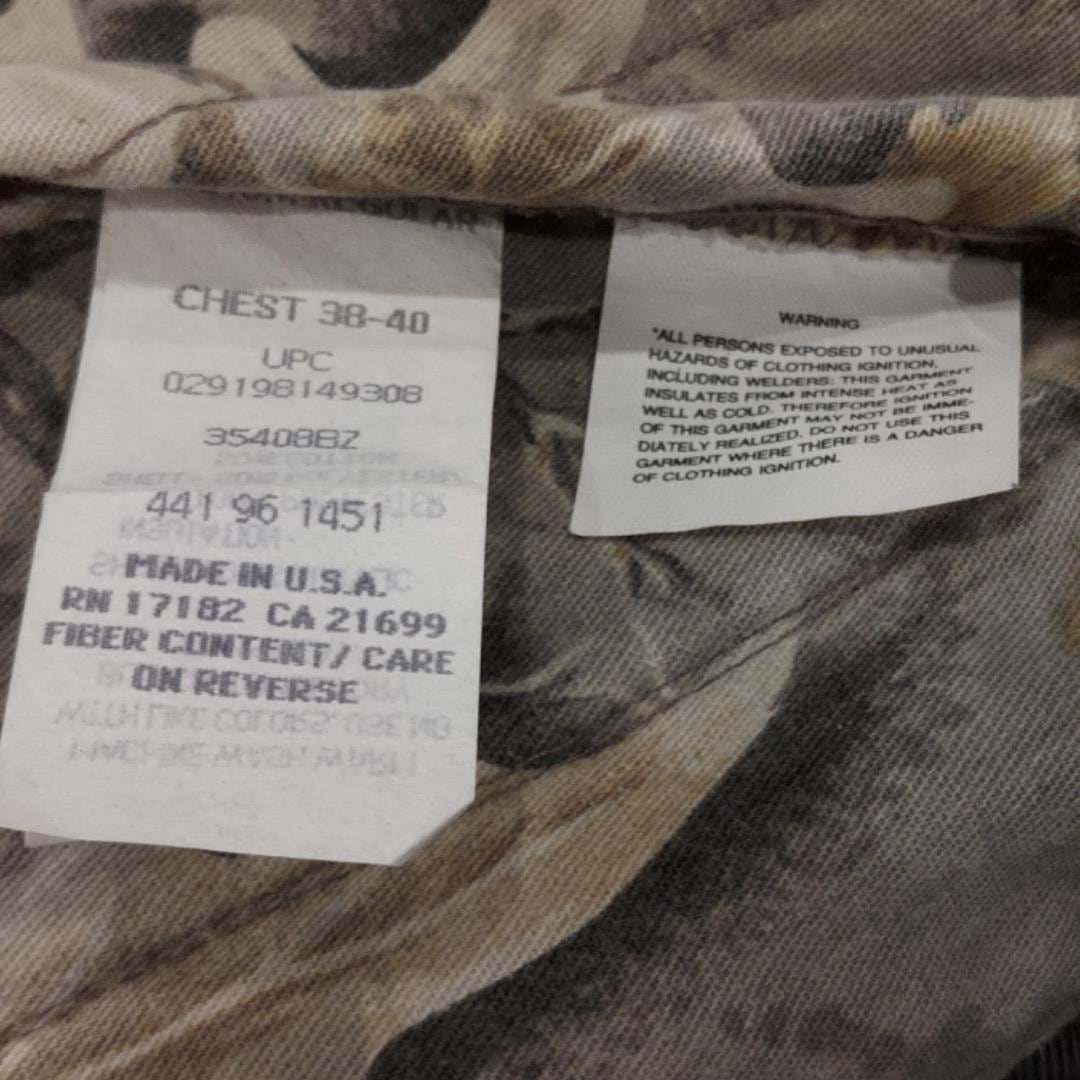 REGULAR
CHEST 38-40
UPC
029198149308
35408BZ
441 96 1451
MADE IN U.S.A.
RN 17182 CA 21699
FIBER CONTENT/ CARE
ON REVERSE
WARNING
"ALL PERSONS EXPOSED TO UNUSUAL
HAZARDS OF CLOTHING IGNITION,
INCLUDING WELDERS: THIS GARMENT
INSULATES FROM INTENSE HEAT AS
WELL AS COLD. THEREFORE IGNITION
OF THIS GARMENT MAY NOT BE IMME-
DIATELY REALIZED. DO NOT USE THIS
GARMENT WHERE THERE IS A DANGER
OF CLOTHING IGNITION.